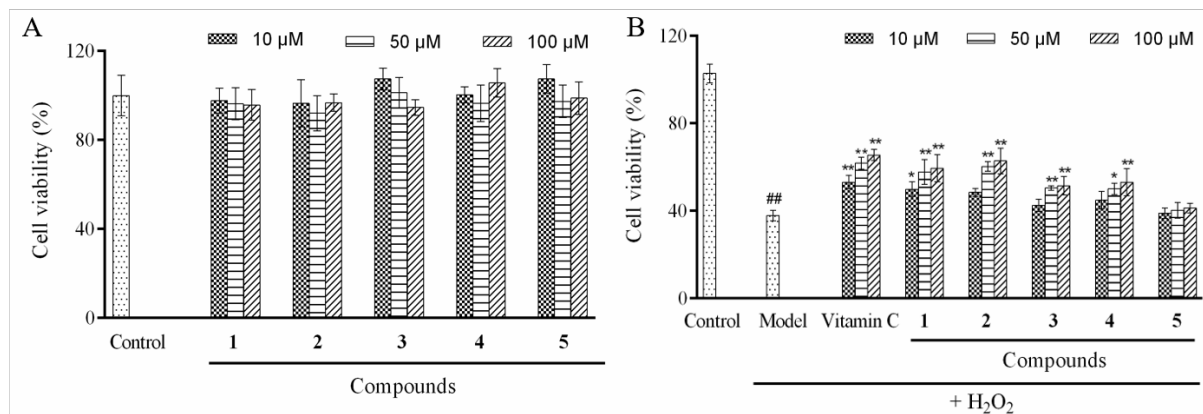 A
10 µM 50 µM 100 µM
Cell viability (%)
120
80
40
0
Control 1 2 3 4 5
Compounds
B
10 µM 50 µM 100 µM
Cell viability (%)
120
80
40
0
##
** ** **
* ** **
** **
** **
* **
Control Model Vitamin C 1 2 3 4 5
Compounds
+ H₂O₂